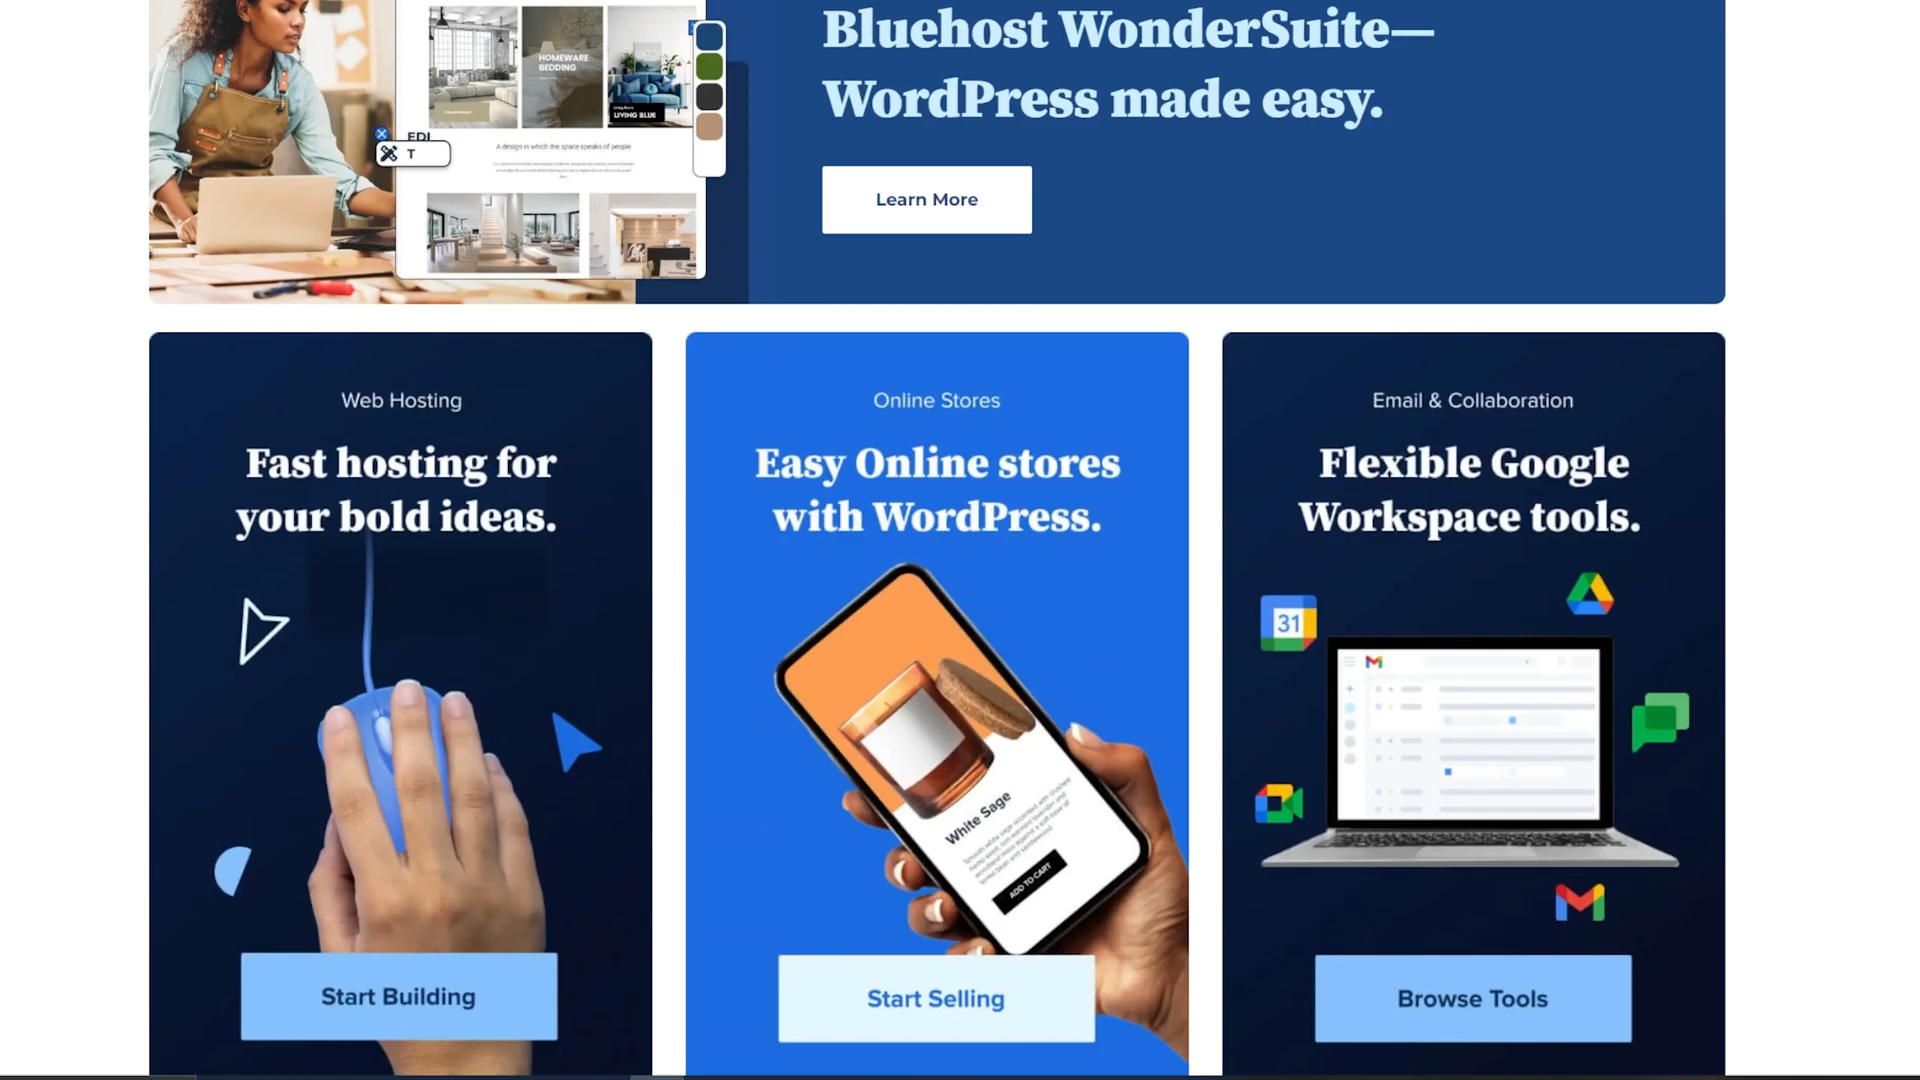 Bluehost WonderSuite—
WordPress made easy.
Learn More
HOMEWARE
BEDDING
LIVING BLUE
EDI
T
A design in which the space speaks of people
Web Hosting
Fast hosting for
your bold ideas.
Start Building
Online Stores
Easy Online stores
with WordPress.
White Sage
ADD TO CART
Start Selling
Email & Collaboration
Flexible Google
Workspace tools.
31
Browse Tools